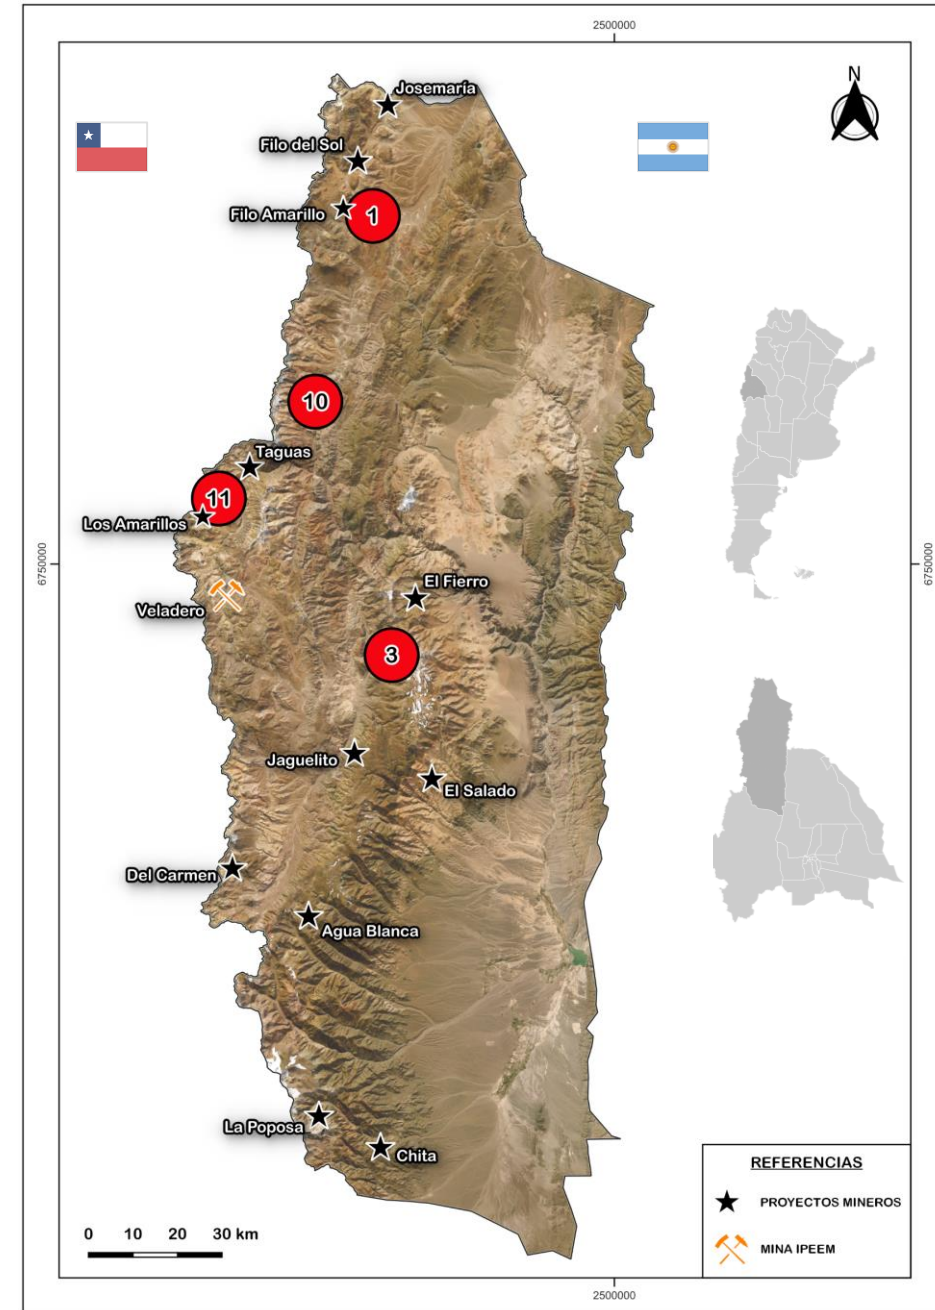 2500000
N
Josemaría
Filo del Sol
Filo Amarillo
1
10
Taguas
11
Los Amarillos
6750000
6750000
El Fierro
Veladero
3
Jaguelito
El Salado
Del Carmen
Agua Blanca
La Poposa
Chita
REFERENCIAS
PROYECTOS MINEROS
MINA IPEEM
0 10 20 30 km
2500000